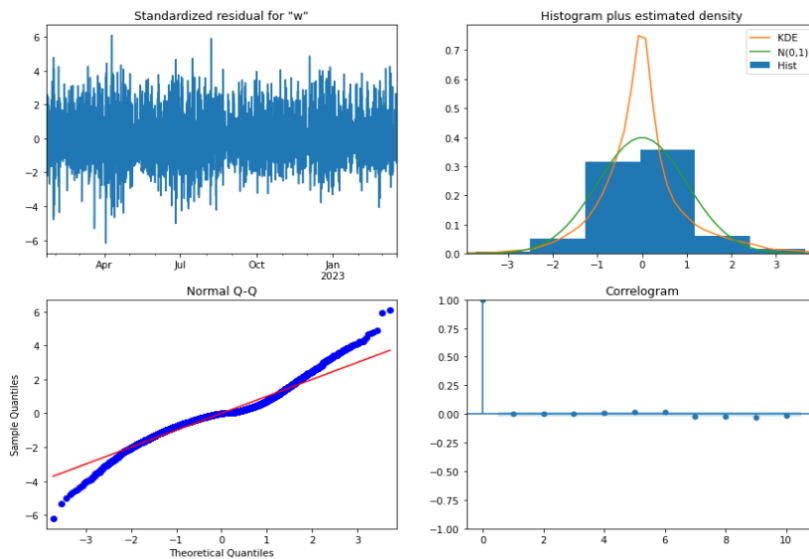 Standardized residual for "w"
6
4
2
0
−2
−4
−6
Apr
Jul
Oct
Jan
2023
Histogram plus estimated density
KDE
N(0,1)
Hist
0.7
0.6
0.5
0.4
0.3
0.2
0.1
0.0
−3 −2 −1 0 1 2 3
Normal Q-Q
Sample Quantiles
6
4
2
0
−2
−4
−6
−3 −2 −1 0 1 2 3
Theoretical Quantiles
Correlogram
1.00
0.75
0.50
0.25
0.00
−0.25
−0.50
−0.75
−1.00
0 2 4 6 8 10